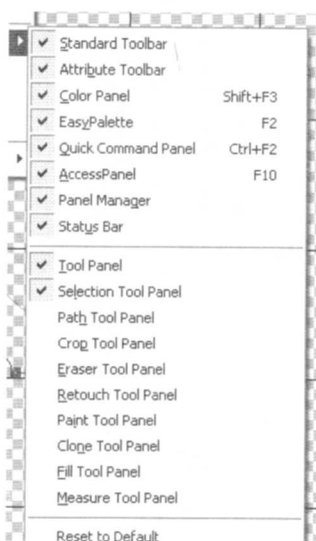 Standard Toolbar
Attribute Toolbar
Color Panel Shift+F3
EasyPalette F2
Quick Command Panel Ctrl+F2
AccessPanel F10
Panel Manager
Status Bar
Tool Panel
Selection Tool Panel
Path Tool Panel
Crop Tool Panel
Eraser Tool Panel
Retouch Tool Panel
Paint Tool Panel
Clone Tool Panel
Fill Tool Panel
Measure Tool Panel
Reset to Default